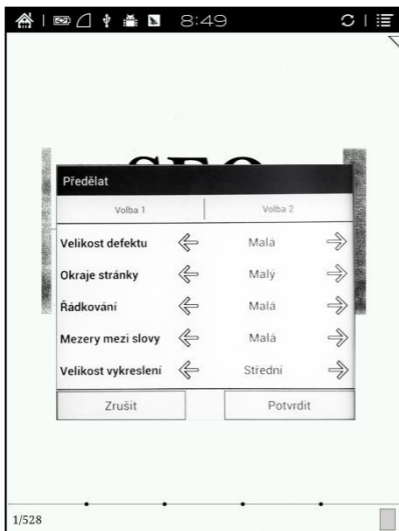 8:49
SEO
Předělat
Volba 1 Volba 2
Velikost defektu Malá
Okraje stránky Malý
Řádkování Malá
Mezery mezi slovy Malá
Velikost vykreslení Střední
Zrušit Potvrdit
1/528